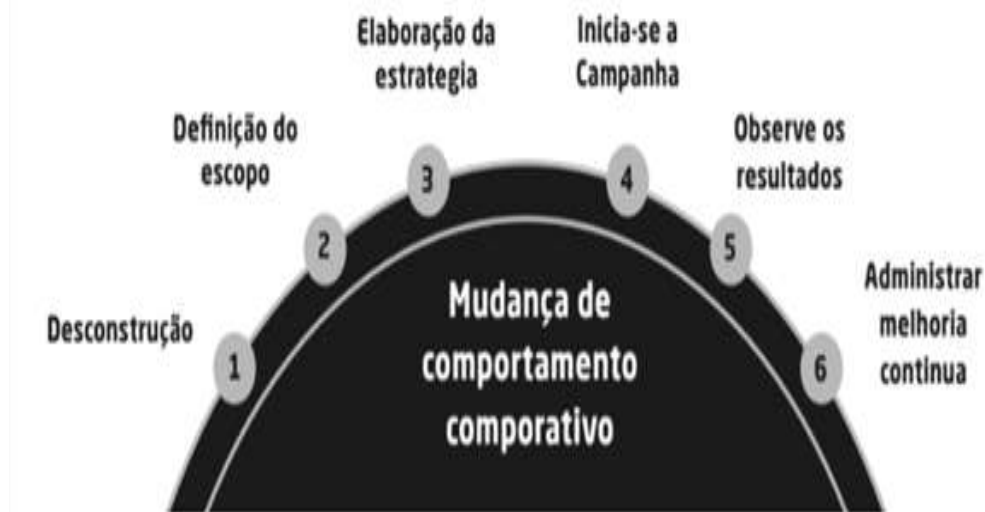 Desconstrução
1
Definição do
escopo
2
Elaboração da
estrategia
3
Inicia-se a
Campanha
4
Observe os
resultados
5
Administrar
melhoria
continua
6
Mudança de
comportamento
comporativo